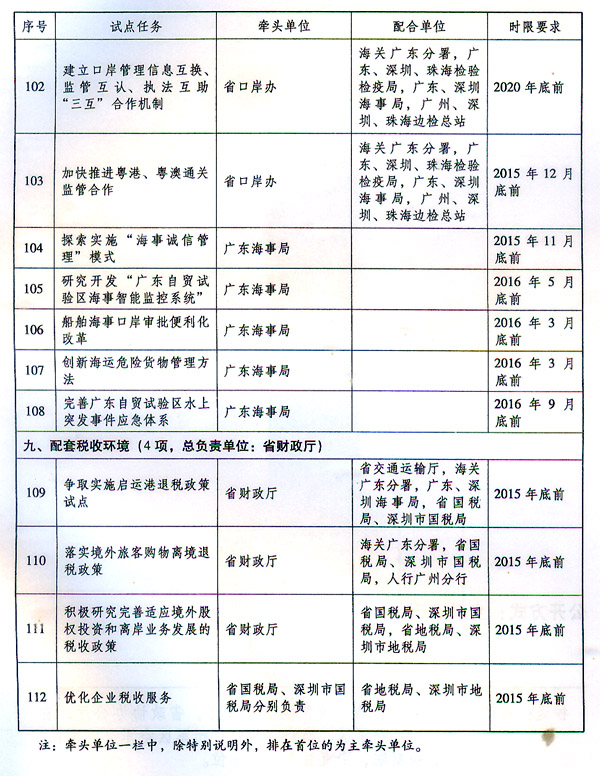 序号 试点任务 牵头单位 配合单位 时限要求
102 建立口岸管理信息互换、监管互认、执法互助“三互”合作机制 省口岸办 海关广东分署，广东、深圳、珠海检验检疫局，广东、深圳海事局，广州、深圳、珠海边检总站 2020年底前
103 加快推进粤港、粤澳通关监管合作 省口岸办 海关广东分署，广东、深圳、珠海检验检疫局，广东、深圳海事局，广州、深圳、珠海边检总站 2015年12月底前
104 探索实施“海事诚信管理”模式 广东海事局 2015年11月底前
105 研究开发“广东自贸试验区海事智能监控系统” 广东海事局 2016年5月底前
106 船舶海事口岸审批便利化改革 广东海事局 2016年3月底前
107 创新海运危险货物管理方法 广东海事局 2016年3月底前
108 完善广东自贸试验区水上突发事件应急体系 广东海事局 2016年9月底前
九、配套税收环境（4项，总负责单位：省财政厅）
109 争取实施启运港退税政策试点 省财政厅 省交通运输厅，海关广东分署，广东、深圳海事局，省国税局、深圳市国税局 2015年底前
110 落实境外旅客购物离境退税政策 省财政厅 海关广东分署，省国税局、深圳市国税局，人行广州分行 2015年底前
111 积极研究完善适应境外股权投资和离岸业务发展的税收政策 省财政厅 省国税局、深圳市国税局，省地税局、深圳市地税局 2015年底前
112 优化企业税收服务 省国税局、深圳市国税局分别负责 省地税局、深圳市地税局 2015年底前
注：牵头单位一栏中，除特别说明外，排在首位的为主牵头单位。